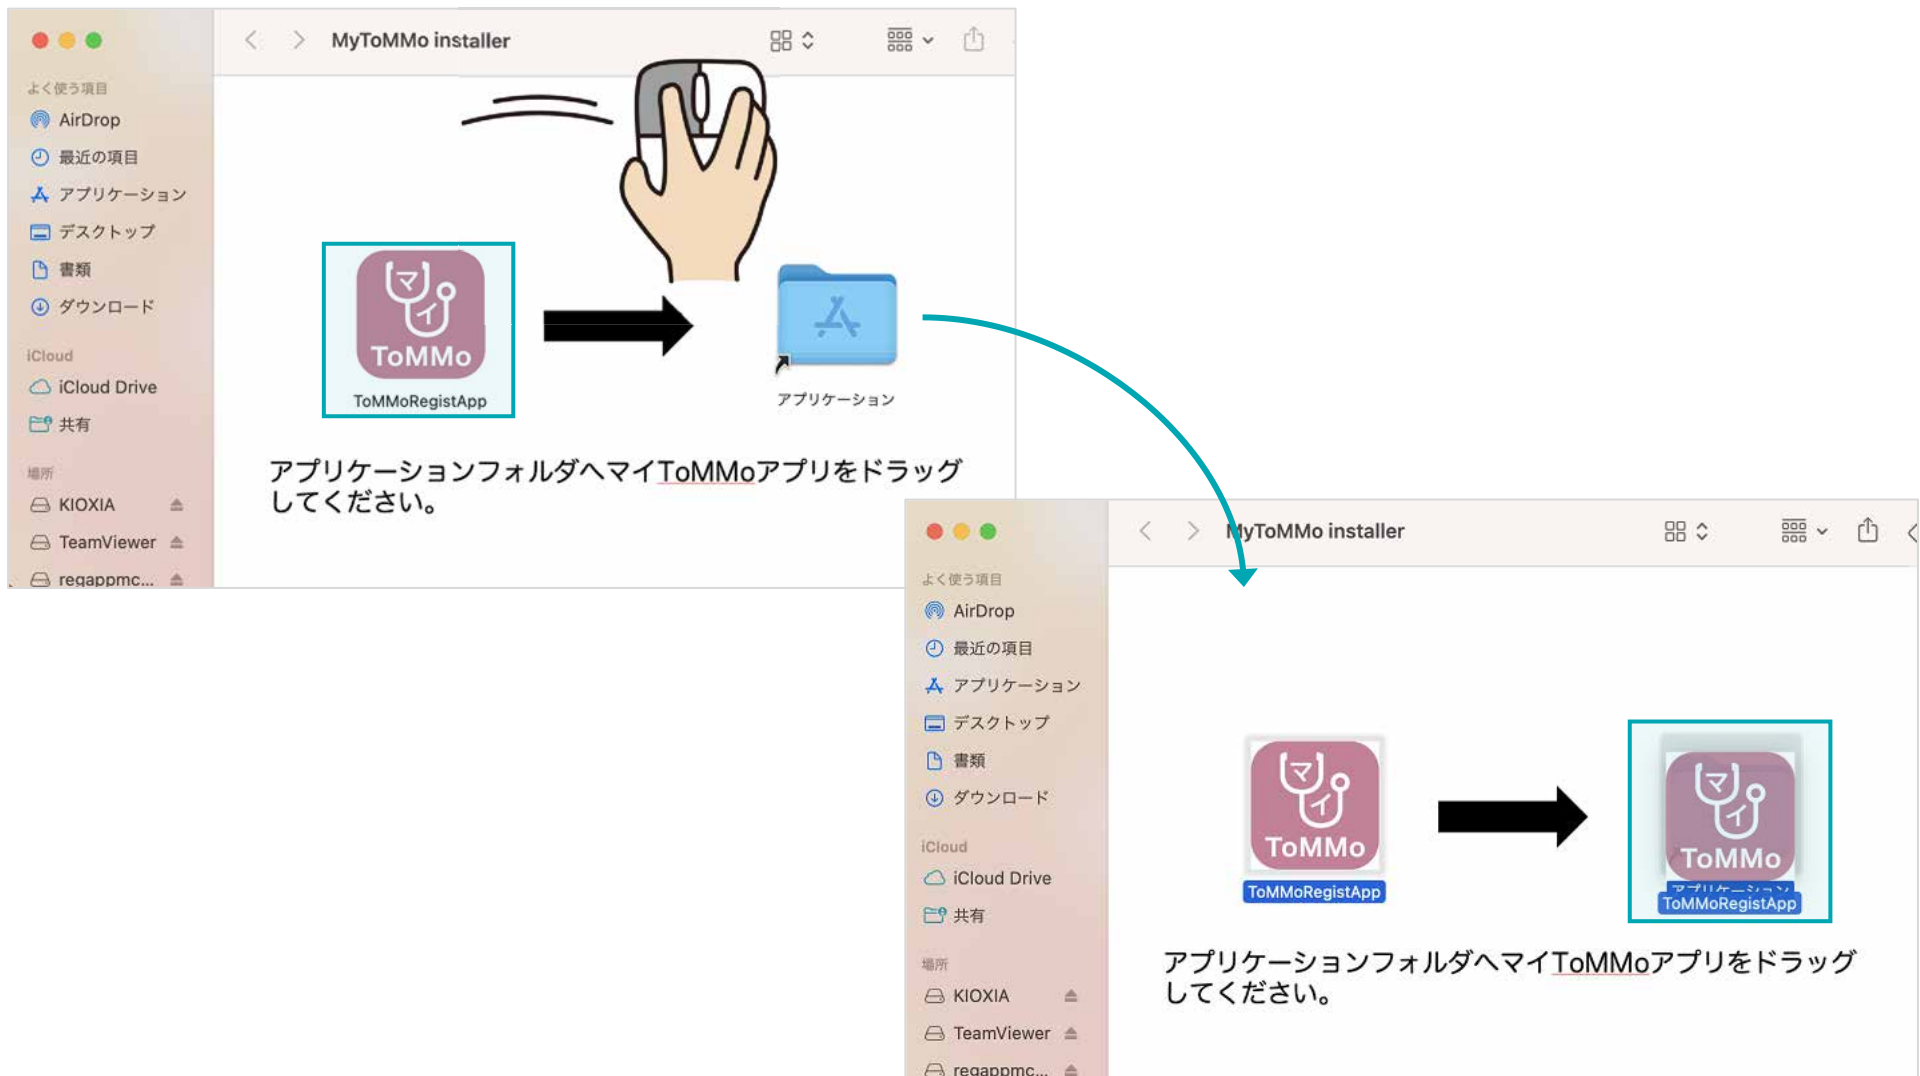 MyToMMo installer
よく使う項目
AirDrop
最近の項目
アプリケーション
デスクトップ
書類
ダウンロード
iCloud
iCloud Drive
共有
場所
KIOXIA
TeamViewer
regappmc...
マイ
ToMMo
ToMMoRegistApp
アプリケーション
アプリケーションフォルダへマイToMMoアプリをドラッグ
してください。
MyToMMo installer
よく使う項目
AirDrop
最近の項目
アプリケーション
デスクトップ
書類
ダウンロード
iCloud
iCloud Drive
共有
場所
KIOXIA
TeamViewer
regappmc...
マイ
ToMMo
ToMMoRegistApp
マイ
ToMMo
アプリケーション
ToMMoRegistApp
アプリケーションフォルダへマイToMMoアプリをドラッグ
してください。